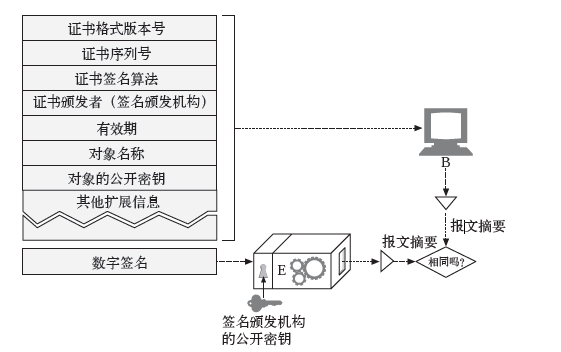 证书格式版本号
证书序列号
证书签名算法
证书颁发者（签名颁发机构）
有效期
对象名称
对象的公开密钥
其他扩展信息
数字签名
B
报文摘要
报文摘要
相同吗?
E
签名颁发机构
的公开密钥